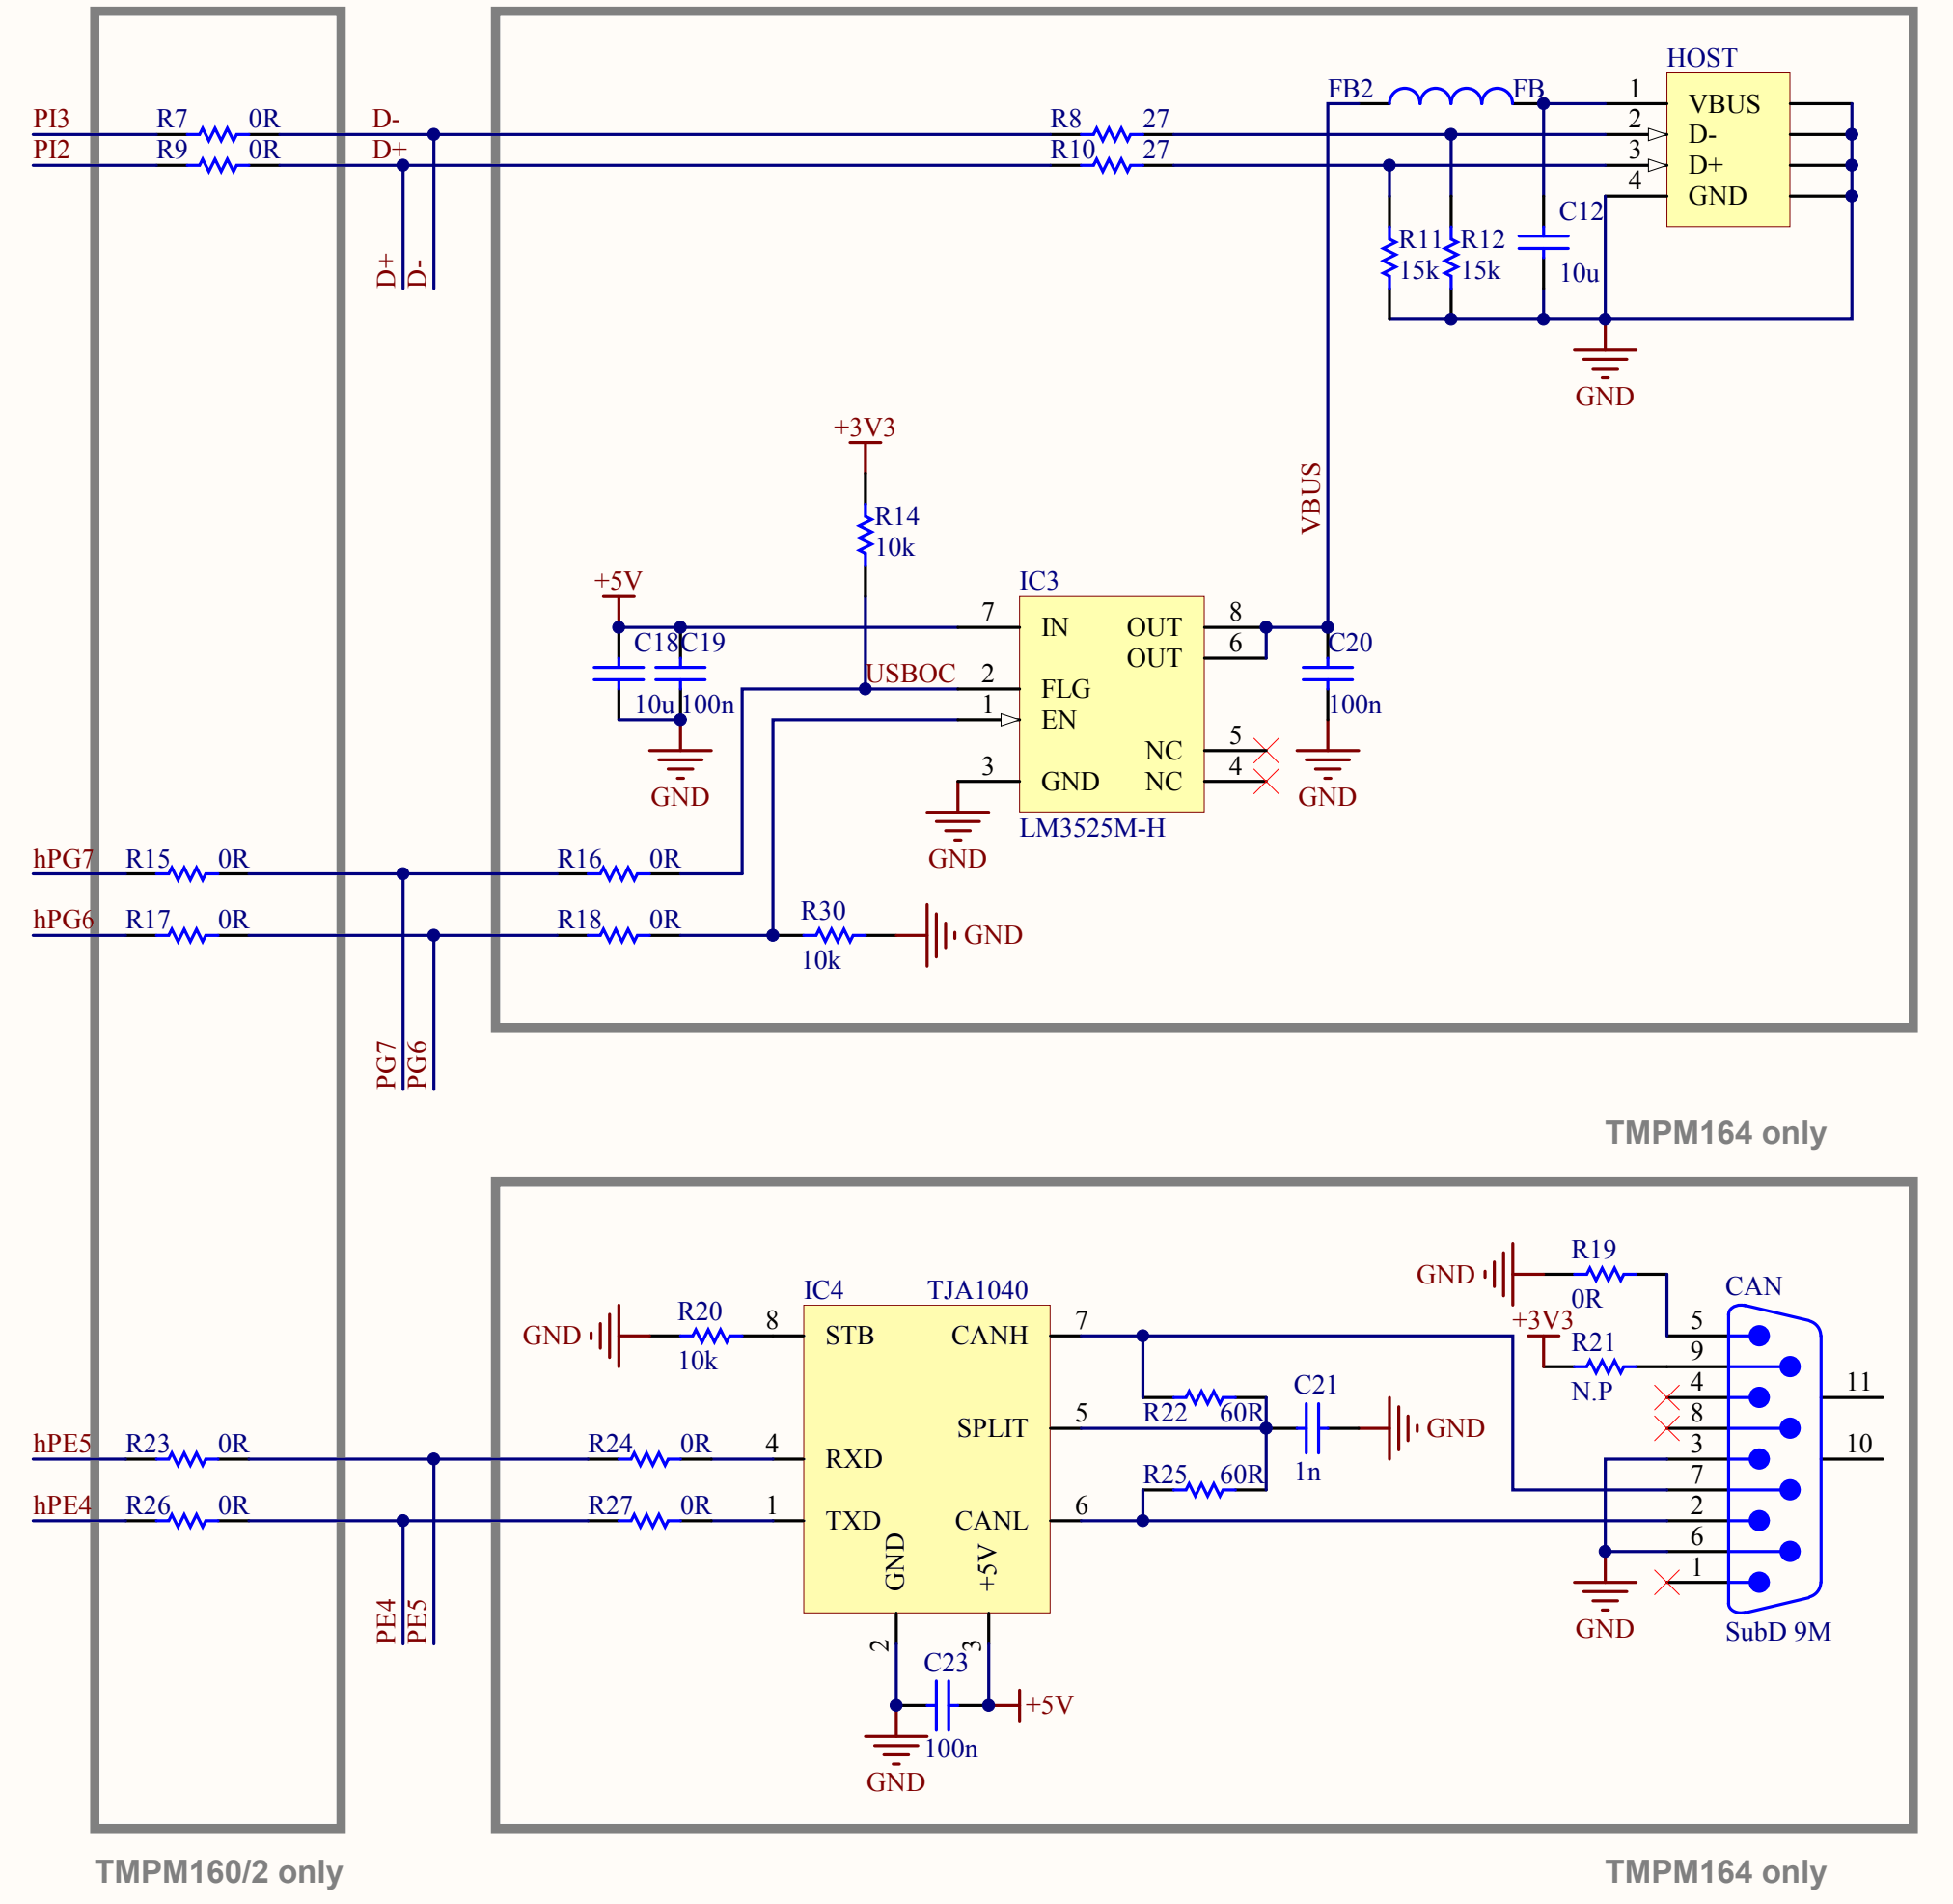 HOST
FB2 FB 1 VBUS
PI3 R7 0R D- R8 27 2 D-
PI2 R9 0R D+ R10 27 3 D+
4 GND
C12
10u
R11 R12
15k 15k
D+ D-
GND
+3V3
VBUS
R14
10k
+5V
IC3
7 IN OUT 8
C18 C19 OUT 6 C20
USBOC 2 FLG
10u 100n 1 EN 100n
NC 5
3 GND NC 4
GND GND
LM3525M-H
GND
hPG7 R15 0R R16 0R
hPG6 R17 0R R18 0R R30 GND
10k
PG7 PG6
TMPM164 only
R19
GND
0R
CAN
IC4 TJA1040
+3V3
R20 8 STB CANH 7 5
GND
10k
R21 9
N.P 4 11
C21
R22 60R 8
5 SPLIT GND
1n
hPE5 R23 0R R24 0R 4 RXD 3 10
R25 60R 7
hPE4 R26 0R R27 0R 1 TXD CANL 6 2
6
GND +5V
1
PE4 PE5
GND
SubD 9M
2 3
C23
+5V
100n
GND
TMPM160/2 only
TMPM164 only